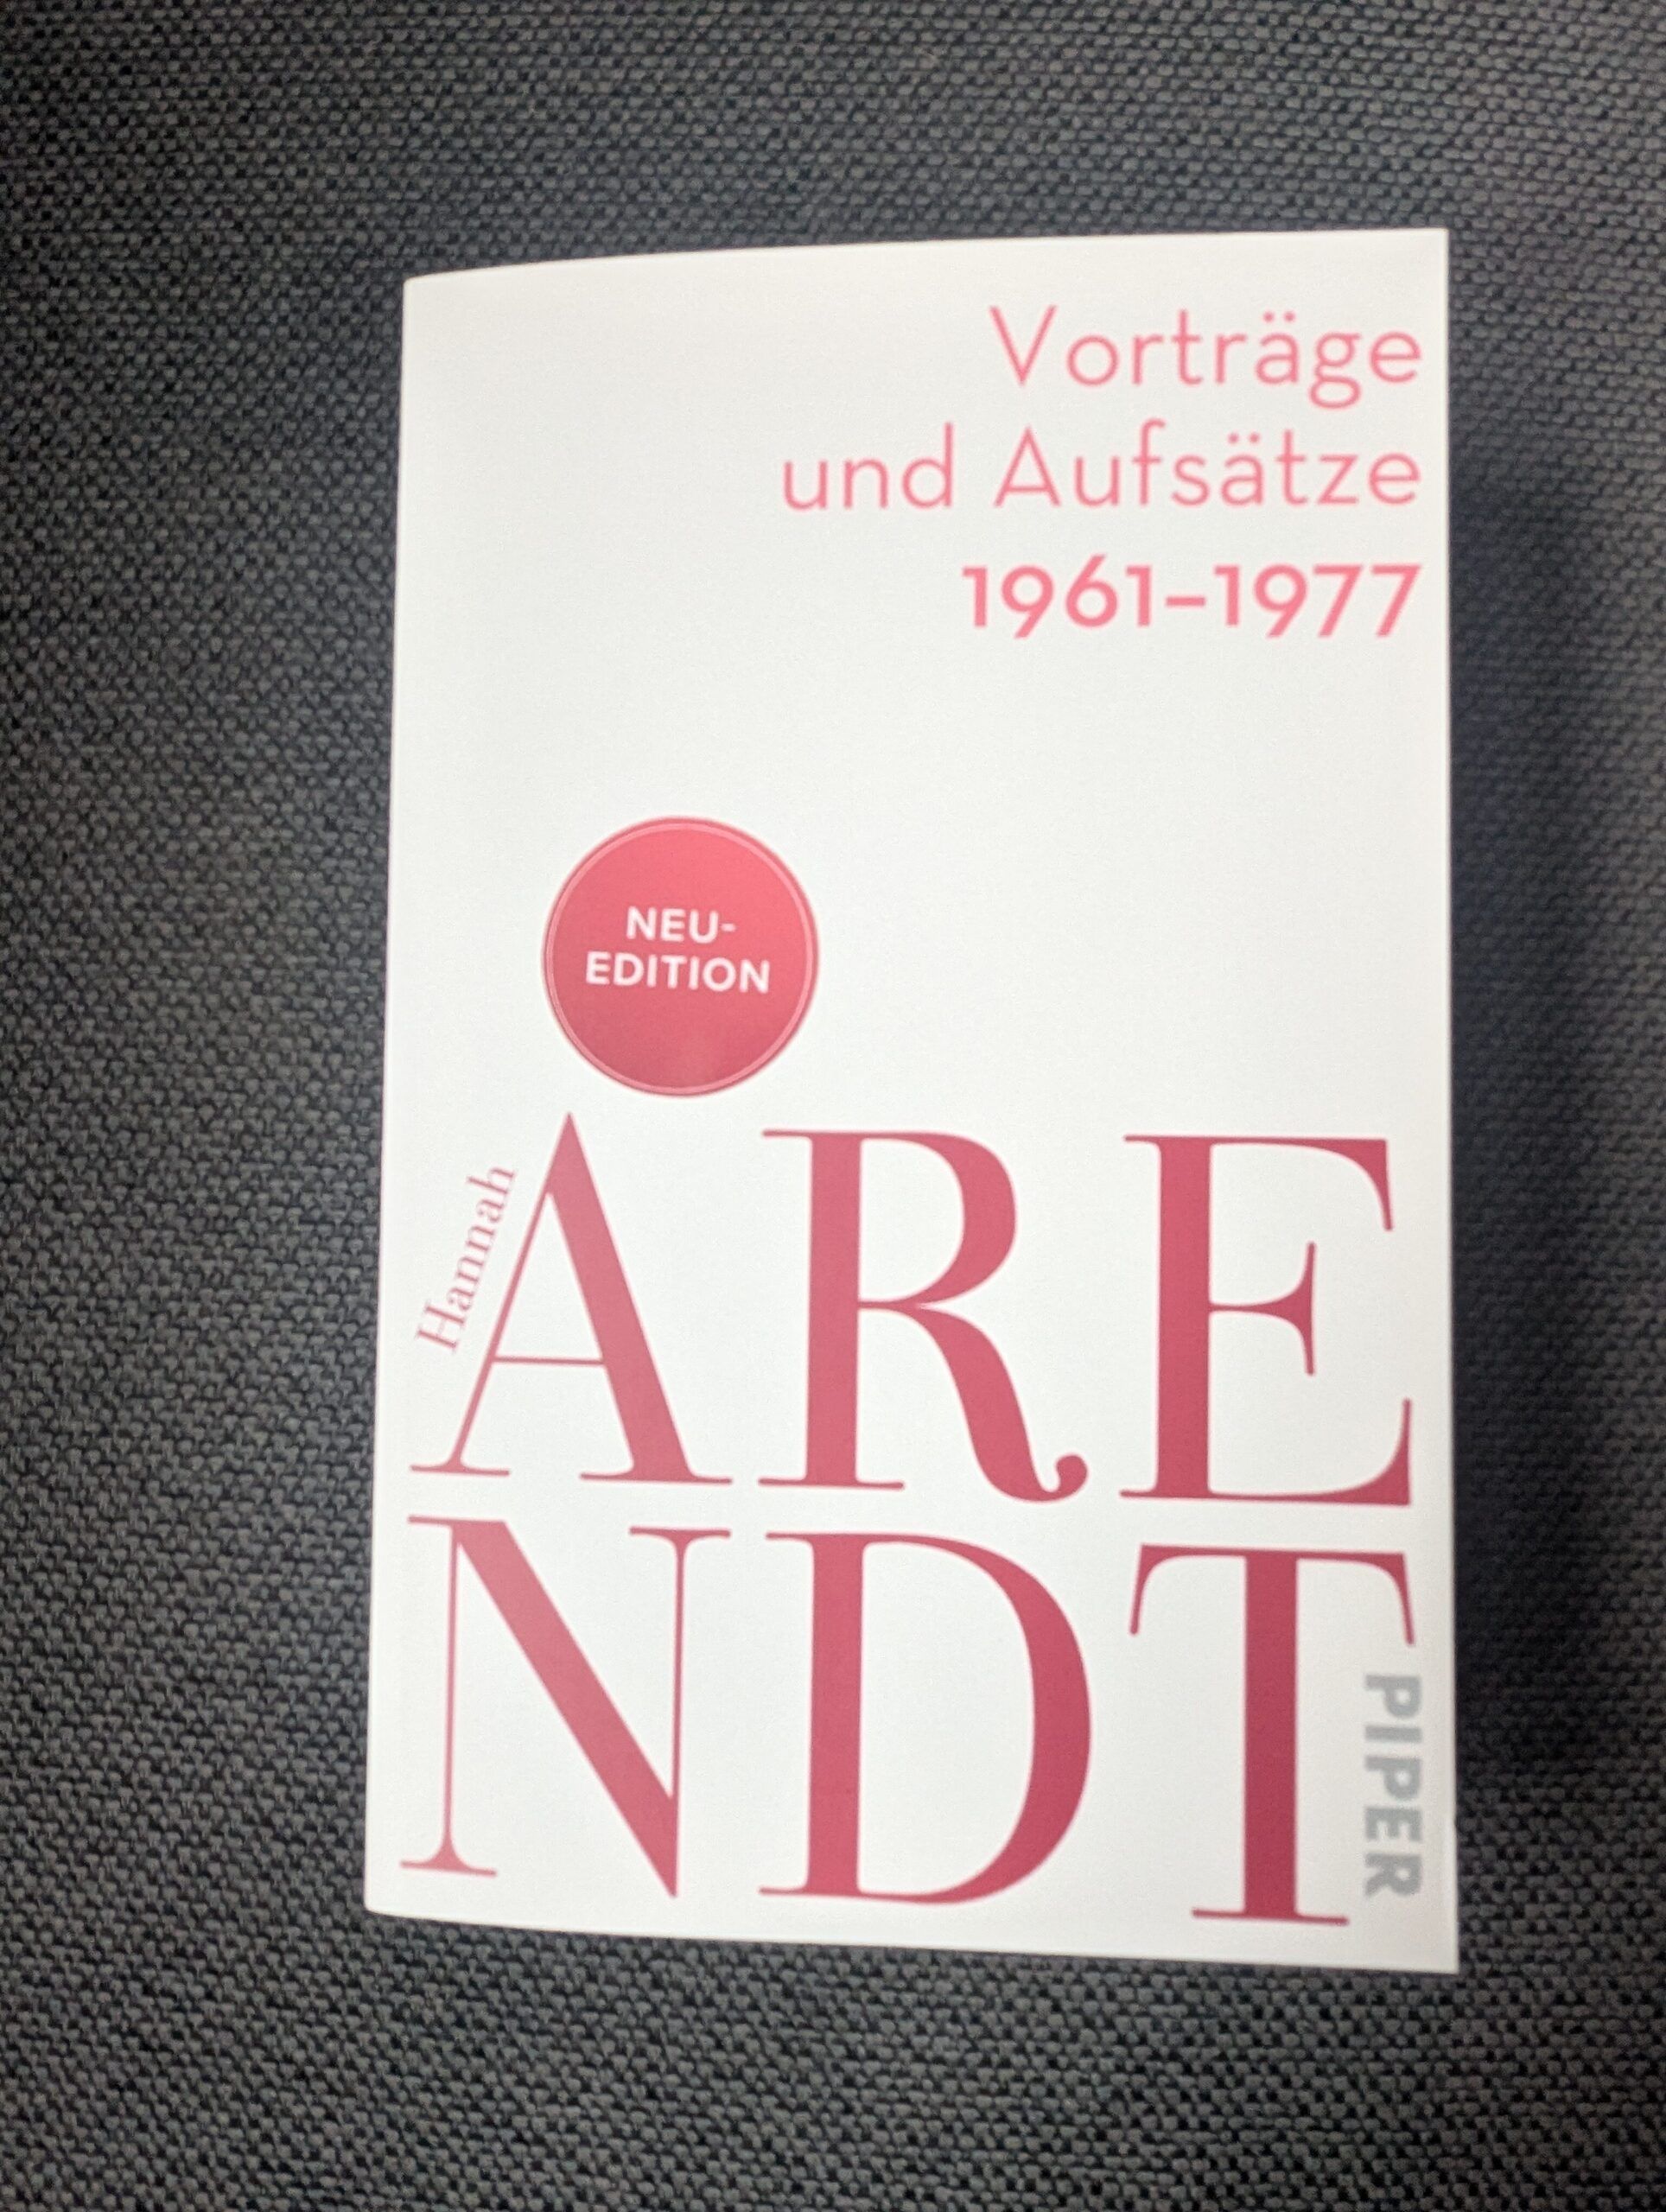 Vorträge
und Aufsätze
1961–1977
NEU-
EDITION
Hannah
ARE
NDT
PIPER